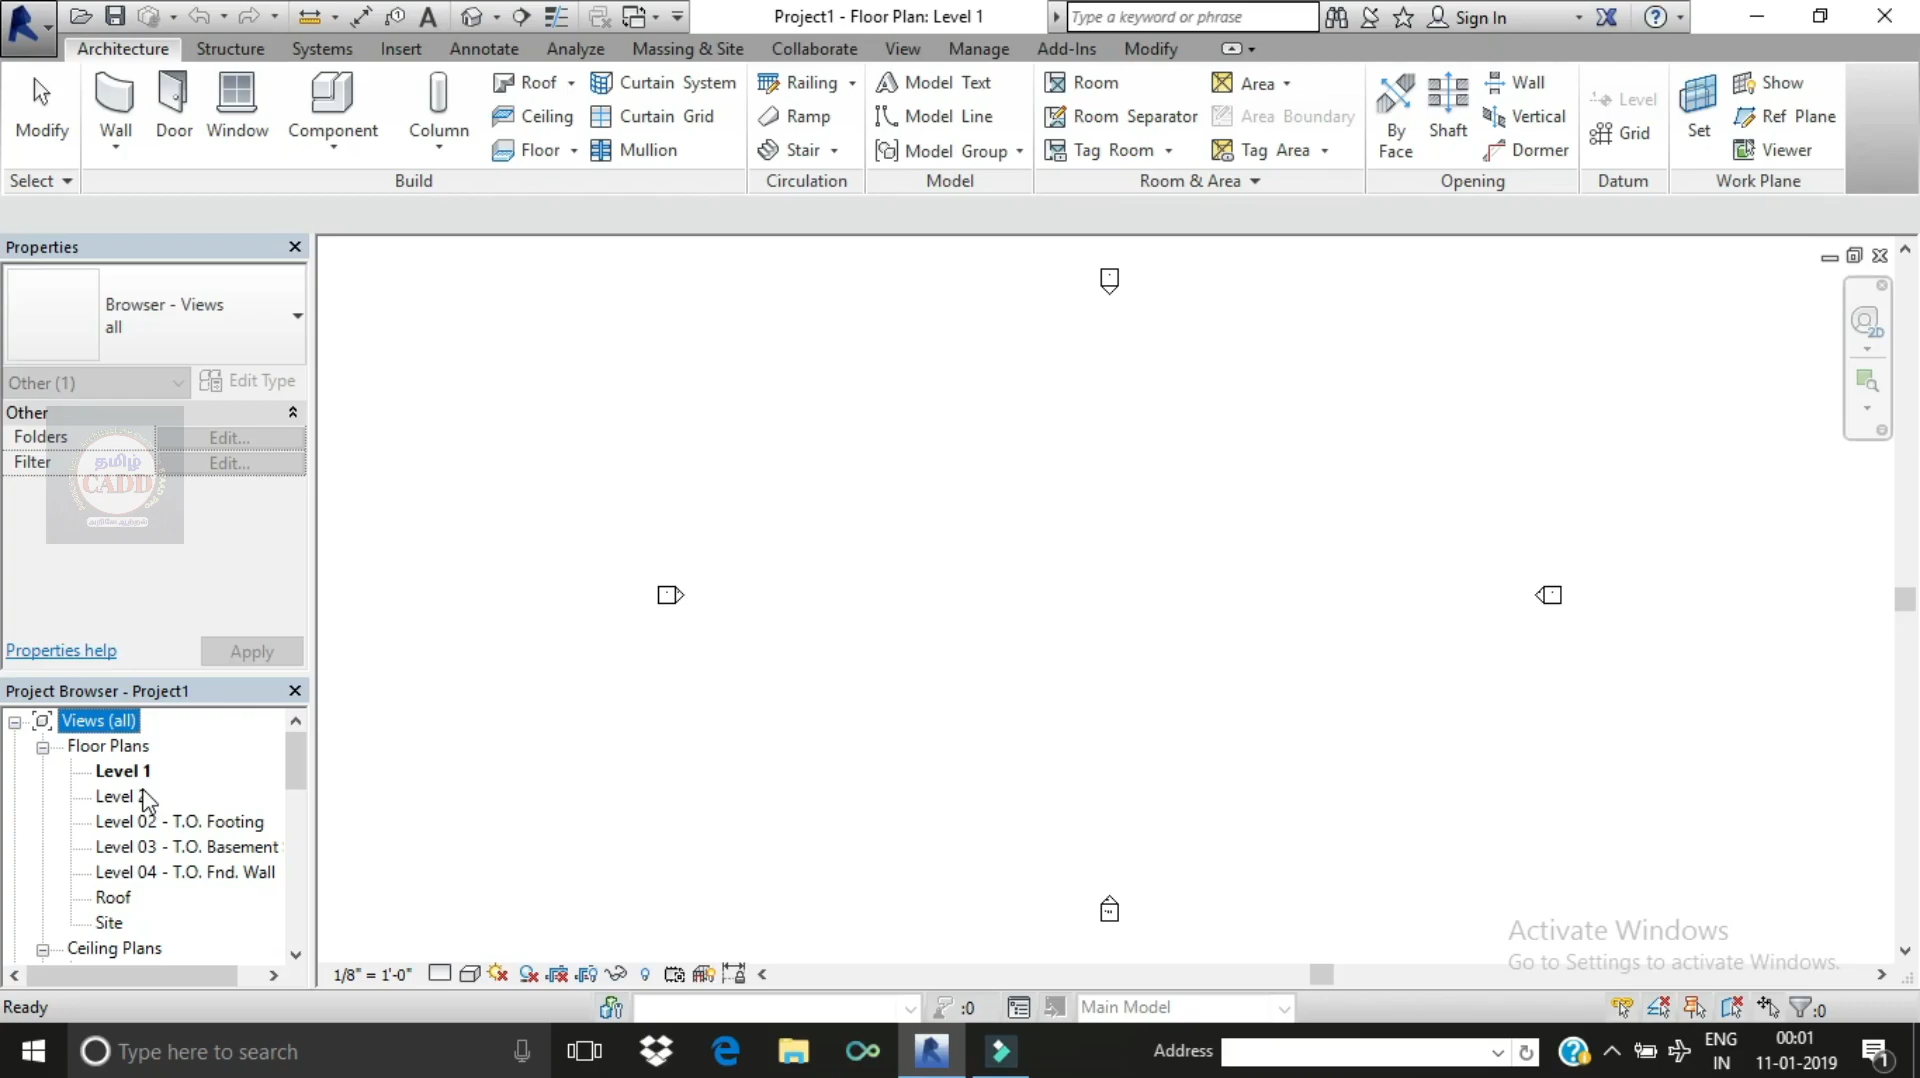 Project1 - Floor Plan: Level 1
Type a keyword or phrase
Sign In
Architecture Structure Systems Insert Annotate Analyze Massing & Site Collaborate View Manage Add-Ins Modify
Modify
Wall
Door
Window
Component
Column
Roof
Ceiling
Floor
Curtain System
Curtain Grid
Mullion
Railing
Ramp
Stair
Model Text
Model Line
Model Group
Room
Room Separator
Tag Room
Area
Area Boundary
Tag Area
By
Face
Shaft
Wall
Vertical
Dormer
Level
Grid
Set
Show
Ref Plane
Viewer
Select Build Circulation Model Room & Area Opening Datum Work Plane
Properties
Browser - Views
all
Other (1)
Edit Type
Other
Folders Edit...
Filter Edit...
தமிழ்
CADD
Properties help
Apply
Project Browser - Project1
Views (all)
Floor Plans
Level 1
Level 2
Level 02 - T.O. Footing
Level 03 - T.O. Basement
Level 04 - T.O. Fnd. Wall
Roof
Site
Ceiling Plans
2D
Activate Windows
Go to Settings to activate Windows.
1/8" = 1'-0"
Ready
:0
Main Model
:0
Type here to search
Address
ENG
IN
00:01
11-01-2019
1